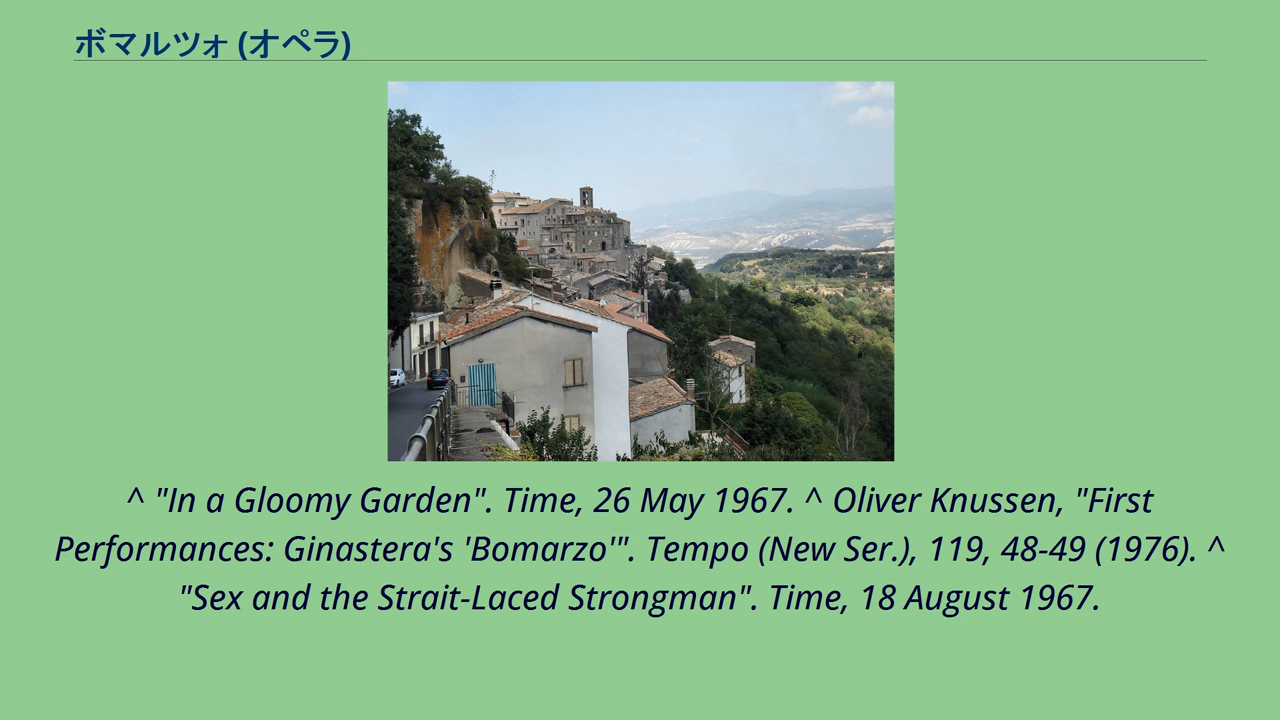 ボマルツォ (オペラ)
^ "In a Gloomy Garden". Time, 26 May 1967. ^ Oliver Knussen, "First
Performances: Ginastera's 'Bomarzo'". Tempo (New Ser.), 119, 48-49 (1976). ^
"Sex and the Strait-Laced Strongman". Time, 18 August 1967.